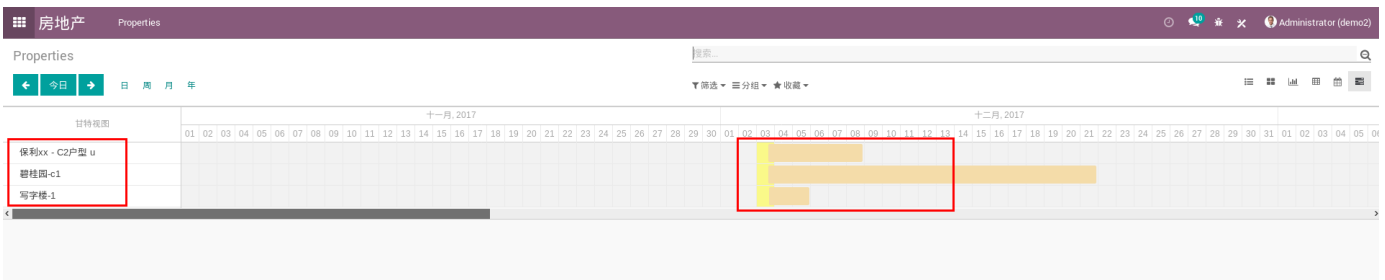 房地产 Properties 10 Administrator (demo2)
Properties 搜索...
今日 日 周 月 年 筛选 分组 收藏
甘特视图 十一月, 2017 十二月, 2017
01 02 03 04 05 06 07 08 09 10 11 12 13 14 15 16 17 18 19 20 21 22 23 24 25 26 27 28 29 30 01 02 03 04 05 06 07 08 09 10 11 12 13 14 15 16 17 18 19 20 21 22 23 24 25 26 27 28 29 30 31 01 02 03 04 05
保利xx - C2户型 u
碧桂园-c1
写字楼-1